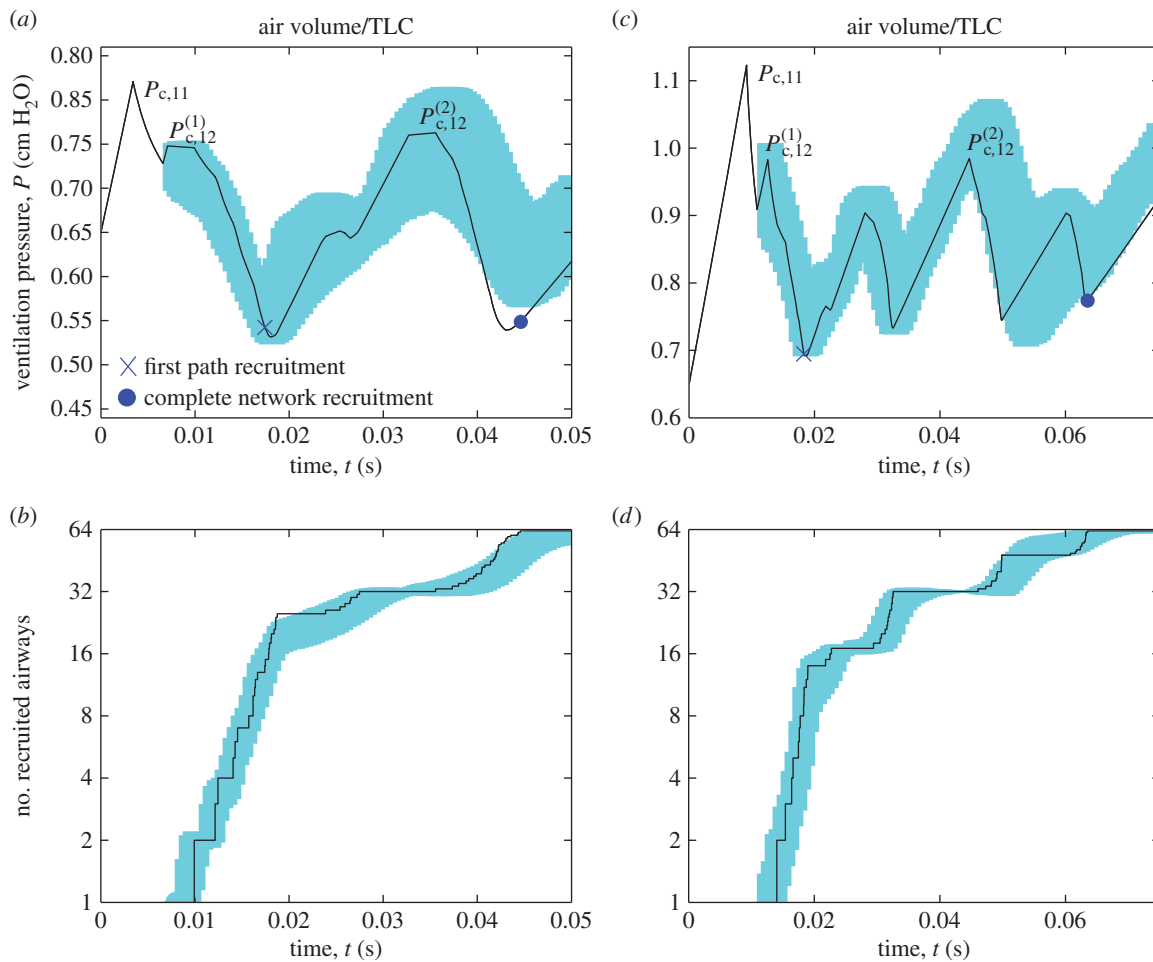 (a)
air volume/TLC
ventilation pressure, P (cm H2O)
0.80
0.85
0.75
0.70
0.65
0.60
0.55
0.50
0.45
Pc,11
P(1)c,12
P(2)c,12
× first path recruitment
● complete network recruitment
0 0.01 0.02 0.03 0.04 0.05
time, t (s)
(c)
air volume/TLC
1.1
1.0
0.9
0.8
0.7
0.6
Pc,11
P(1)c,12
P(2)c,12
0 0.02 0.04 0.06
time, t (s)
(b)
no. recruited airways
64
32
16
8
4
2
1
0 0.01 0.02 0.03 0.04 0.05
time, t (s)
(d)
64
32
16
8
4
2
1
0 0.02 0.04 0.06
time, t (s)